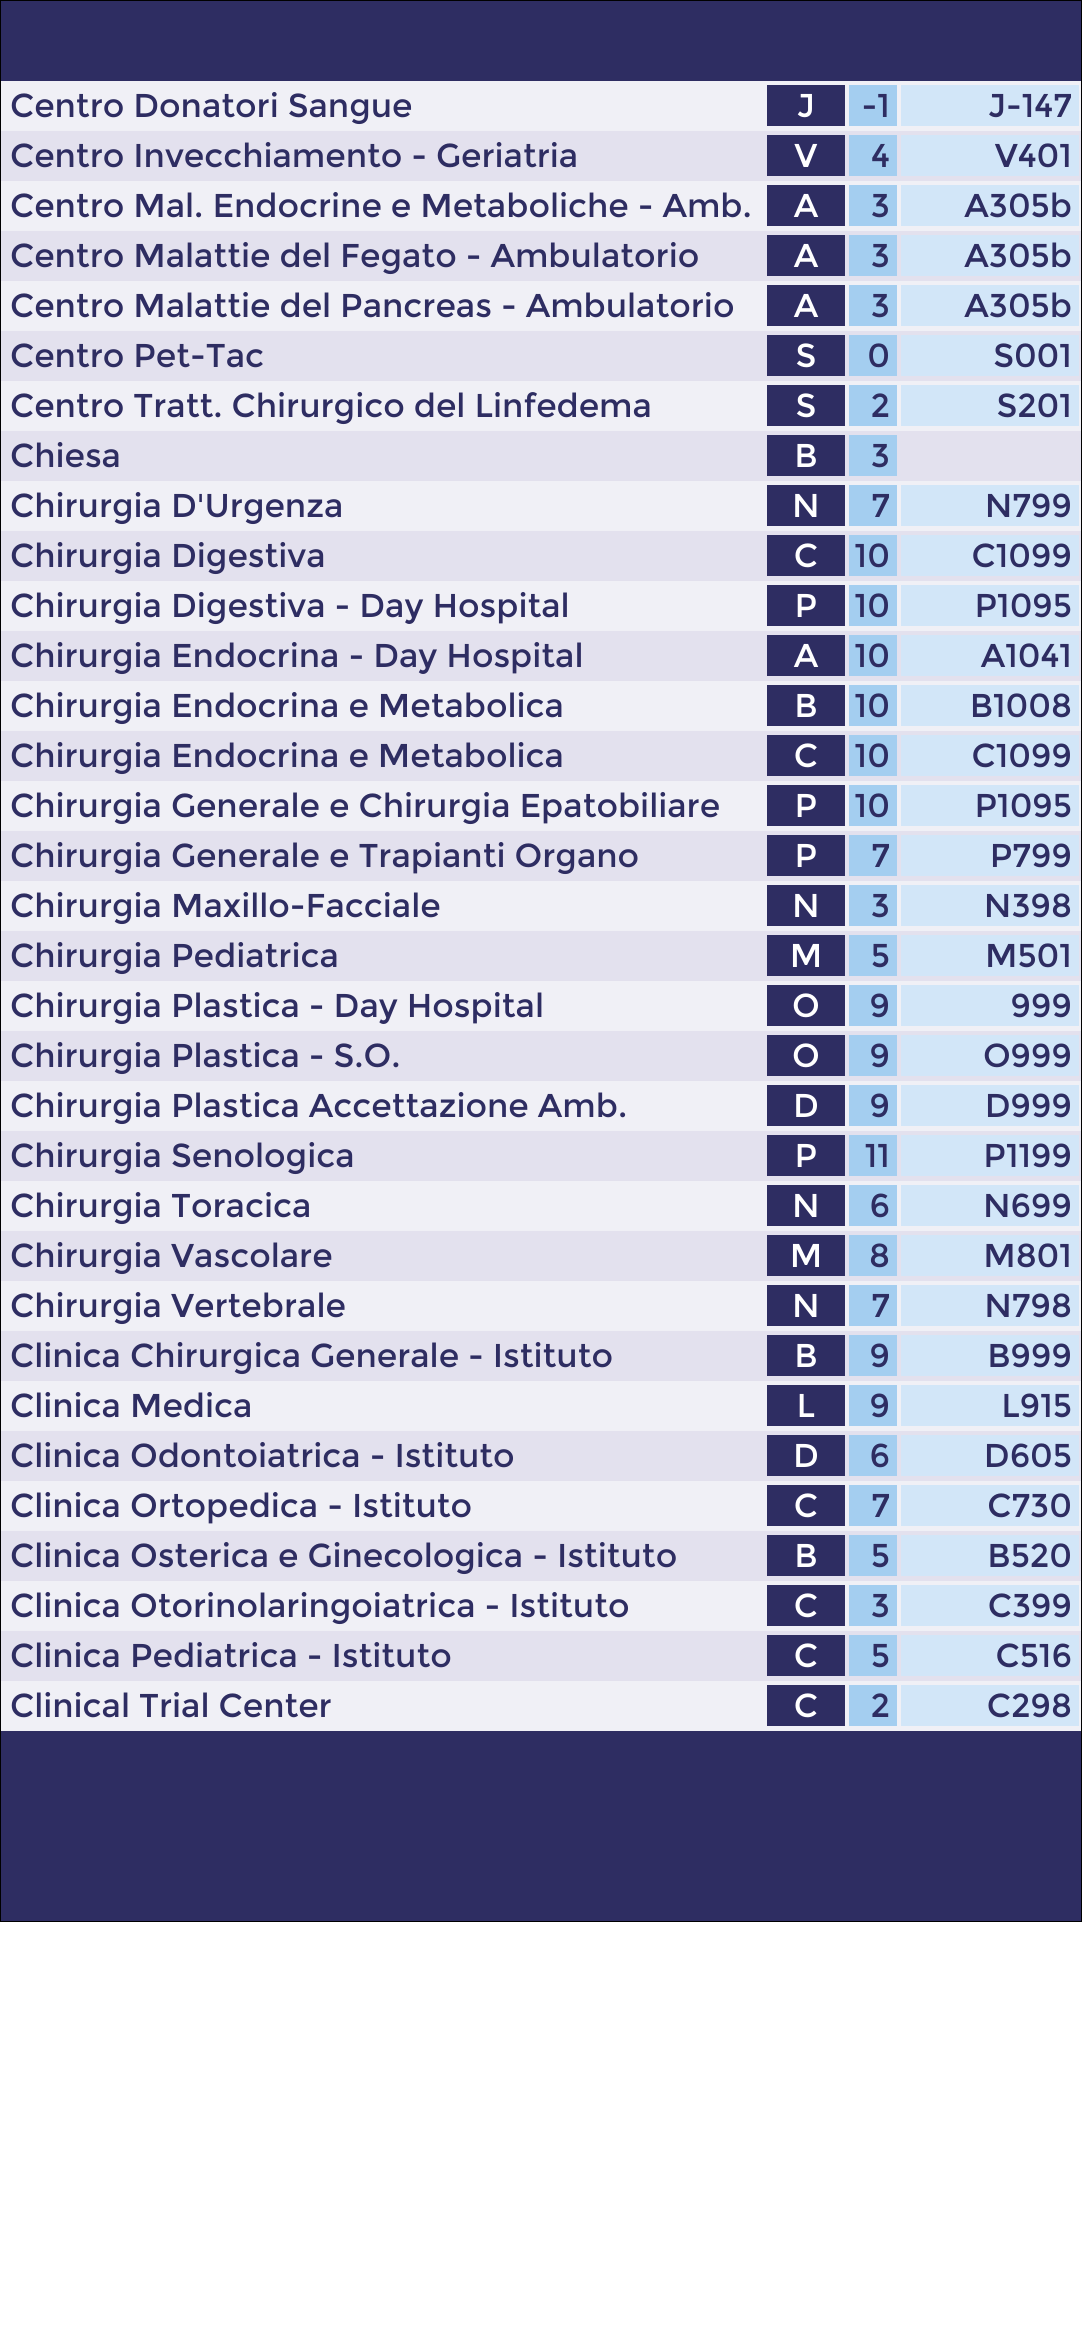 Centro Donatori Sangue J -1 J-147
Centro Invecchiamento - Geriatria V 4 V401
Centro Mal. Endocrine e Metaboliche - Amb. A 3 A305b
Centro Malattie del Fegato - Ambulatorio A 3 A305b
Centro Malattie del Pancreas - Ambulatorio A 3 A305b
Centro Pet-Tac S 0 S001
Centro Tratt. Chirurgico del Linfedema S 2 S201
Chiesa B 3
Chirurgia D'Urgenza N 7 N799
Chirurgia Digestiva C 10 C1099
Chirurgia Digestiva - Day Hospital P 10 P1095
Chirurgia Endocrina - Day Hospital A 10 A1041
Chirurgia Endocrina e Metabolica B 10 B1008
Chirurgia Endocrina e Metabolica C 10 C1099
Chirurgia Generale e Chirurgia Epatobiliare P 10 P1095
Chirurgia Generale e Trapianti Organo P 7 P799
Chirurgia Maxillo-Facciale N 3 N398
Chirurgia Pediatrica M 5 M501
Chirurgia Plastica - Day Hospital O 9 999
Chirurgia Plastica - S.O. O 9 O999
Chirurgia Plastica Accettazione Amb. D 9 D999
Chirurgia Senologica P 11 P1199
Chirurgia Toracica N 6 N699
Chirurgia Vascolare M 8 M801
Chirurgia Vertebrale N 7 N798
Clinica Chirurgica Generale - Istituto B 9 B999
Clinica Medica L 9 L915
Clinica Odontoiatrica - Istituto D 6 D605
Clinica Ortopedica - Istituto C 7 C730
Clinica Osterica e Ginecologica - Istituto B 5 B520
Clinica Otorinolaringoiatrica - Istituto C 3 C399
Clinica Pediatrica - Istituto C 5 C516
Clinical Trial Center C 2 C298